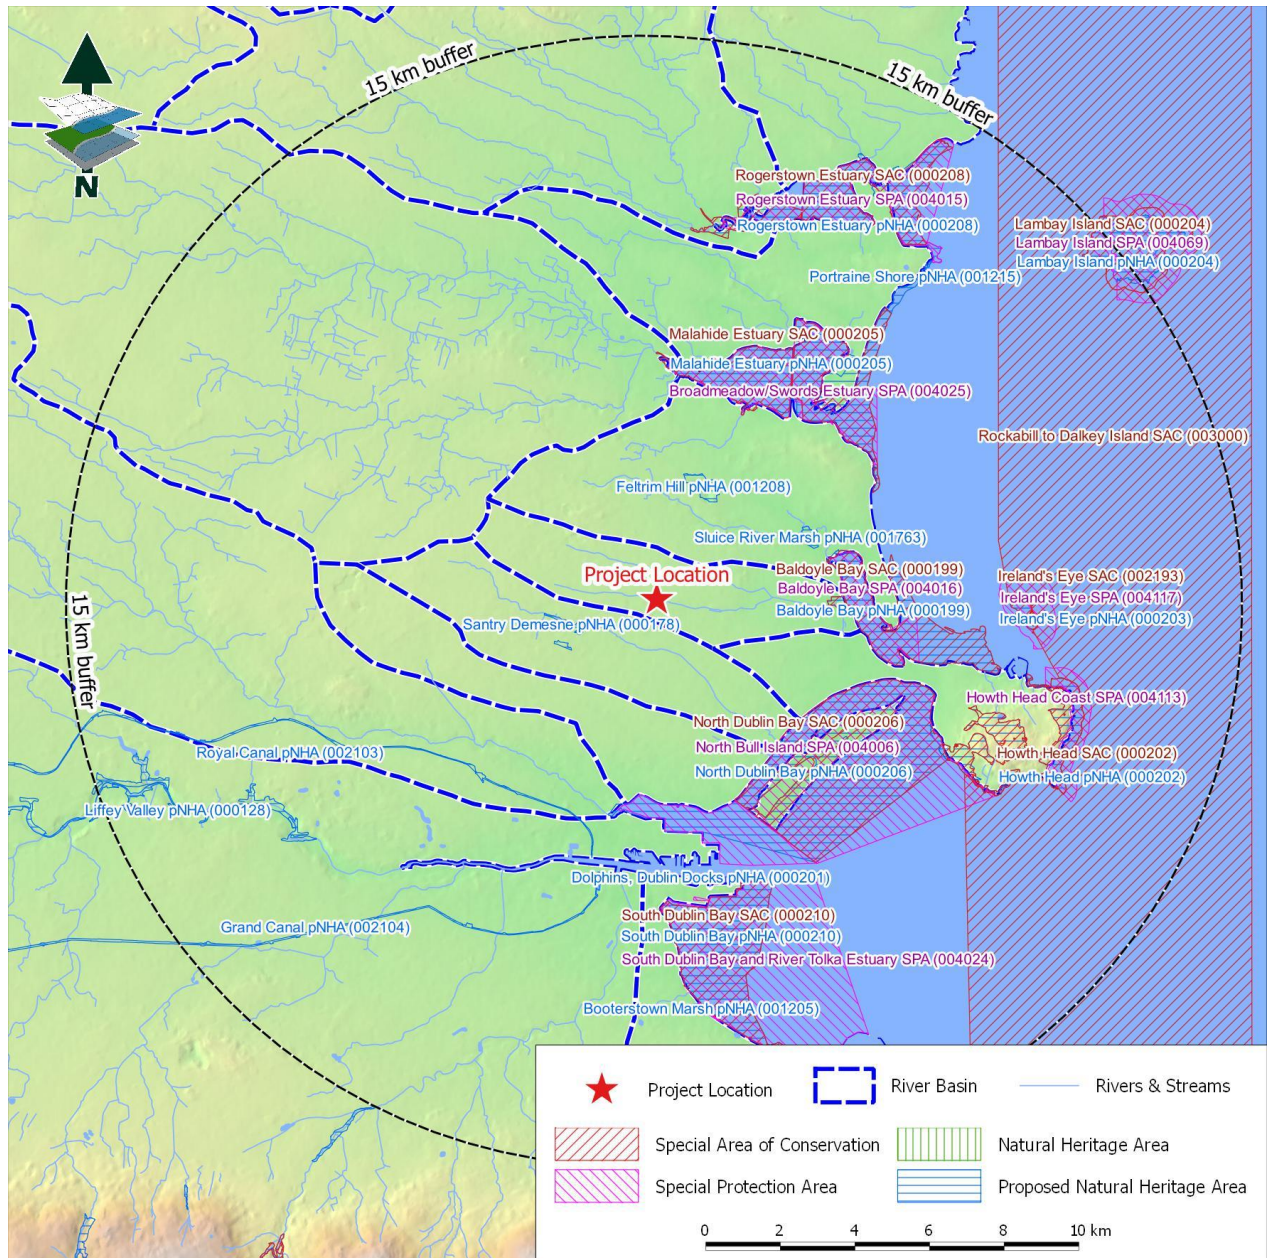 15 km buffer
15 km buffer
N
Rogerstown Estuary SAC (000208)
Rogerstown Estuary SPA (004015)
Rogerstown Estuary pNHA (000208)
Lambay Island SAC (000204)
Lambay Island SPA (004069)
Lambay Island pNHA (000204)
Portraine Shore pNHA (001215)
Malahide Estuary SAC (000205)
Malahide Estuary pNHA (000205)
Broadmeadow/Swords Estuary SPA (004025)
Rockabill to Dalkey Island SAC (003000)
Feltrim Hill pNHA (001208)
Sluice River Marsh pNHA (001763)
Project Location
Baldoyle Bay SAC (000199)
Baldoyle Bay SPA (004016)
Baldoyle Bay pNHA (000199)
Ireland's Eye SAC (002193)
Ireland's Eye SPA (004117)
Ireland's Eye pNHA (000203)
15 km buffer
Santry Demesne pNHA (000178)
Howth Head Coast SPA (004113)
North Dublin Bay SAC (000206)
North Bull Island SPA (004006)
North Dublin Bay pNHA (000206)
Howth Head SAC (000202)
Howth Head pNHA (000202)
Royal Canal pNHA (002103)
Liffey Valley pNHA (000128)
Dolphins, Dublin Docks pNHA (000201)
Grand Canal pNHA (002104)
South Dublin Bay SAC (000210)
South Dublin Bay pNHA (000210)
South Dublin Bay and River Tolka Estuary SPA (004024)
Booterstown Marsh pNHA (001205)
Project Location
River Basin
Rivers & Streams
Special Area of Conservation
Natural Heritage Area
Special Protection Area
Proposed Natural Heritage Area
0 2 4 6 8 10 km